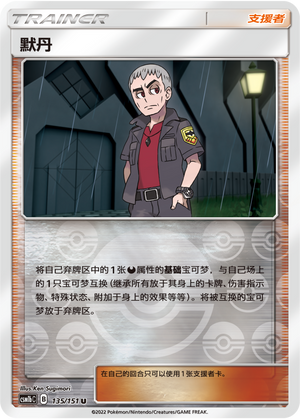 TRAINER
支援者
默丹
将自己弃牌区中的1张属性的基础宝可梦,与自己场上
的1只宝可梦互换(继承所有放于其身上的卡牌、伤害指
示物、特殊状态、附加于身上的效果等等)。将被互换的宝可
梦放于弃牌区。
Illus. Ken Sugimori
在自己的回合只可以使用1张支援者卡。
CSM1bC D 135/151 U
©2022 Pokémon/Nintendo/Creatures/GAME FREAK.